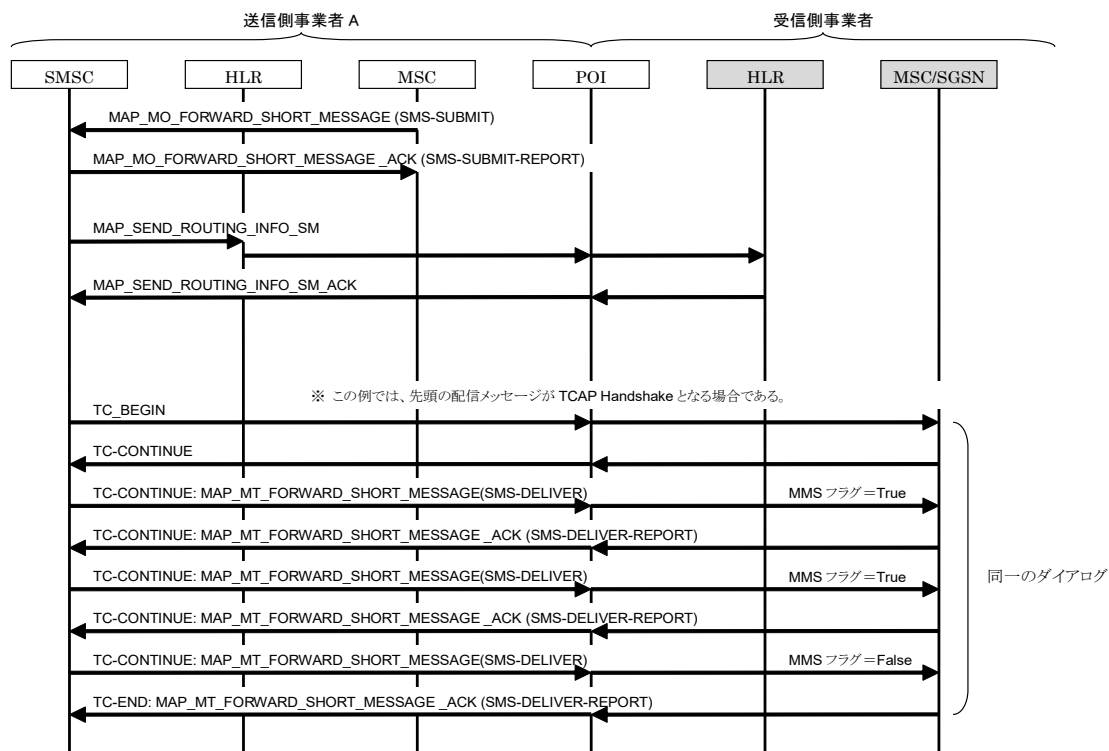 送信側事業者 A
受信側事業者
SMSC
HLR
MSC
POI
HLR
MSC/SGSN
MAP_MO_FORWARD_SHORT_MESSAGE (SMS-SUBMIT)
MAP_MO_FORWARD_SHORT_MESSAGE _ACK (SMS-SUBMIT-REPORT)
MAP_SEND_ROUTING_INFO_SM
MAP_SEND_ROUTING_INFO_SM_ACK
※ この例では、先頭の配信メッセージが TCAP Handshake となる場合である。
TC_BEGIN
TC-CONTINUE
TC-CONTINUE: MAP_MT_FORWARD_SHORT_MESSAGE(SMS-DELIVER)
MMS フラグ＝True
TC-CONTINUE: MAP_MT_FORWARD_SHORT_MESSAGE _ACK (SMS-DELIVER-REPORT)
TC-CONTINUE: MAP_MT_FORWARD_SHORT_MESSAGE(SMS-DELIVER)
MMS フラグ＝True
同一のダイアログ
TC-CONTINUE: MAP_MT_FORWARD_SHORT_MESSAGE _ACK (SMS-DELIVER-REPORT)
TC-CONTINUE: MAP_MT_FORWARD_SHORT_MESSAGE(SMS-DELIVER)
MMS フラグ＝False
TC-END: MAP_MT_FORWARD_SHORT_MESSAGE _ACK (SMS-DELIVER-REPORT)